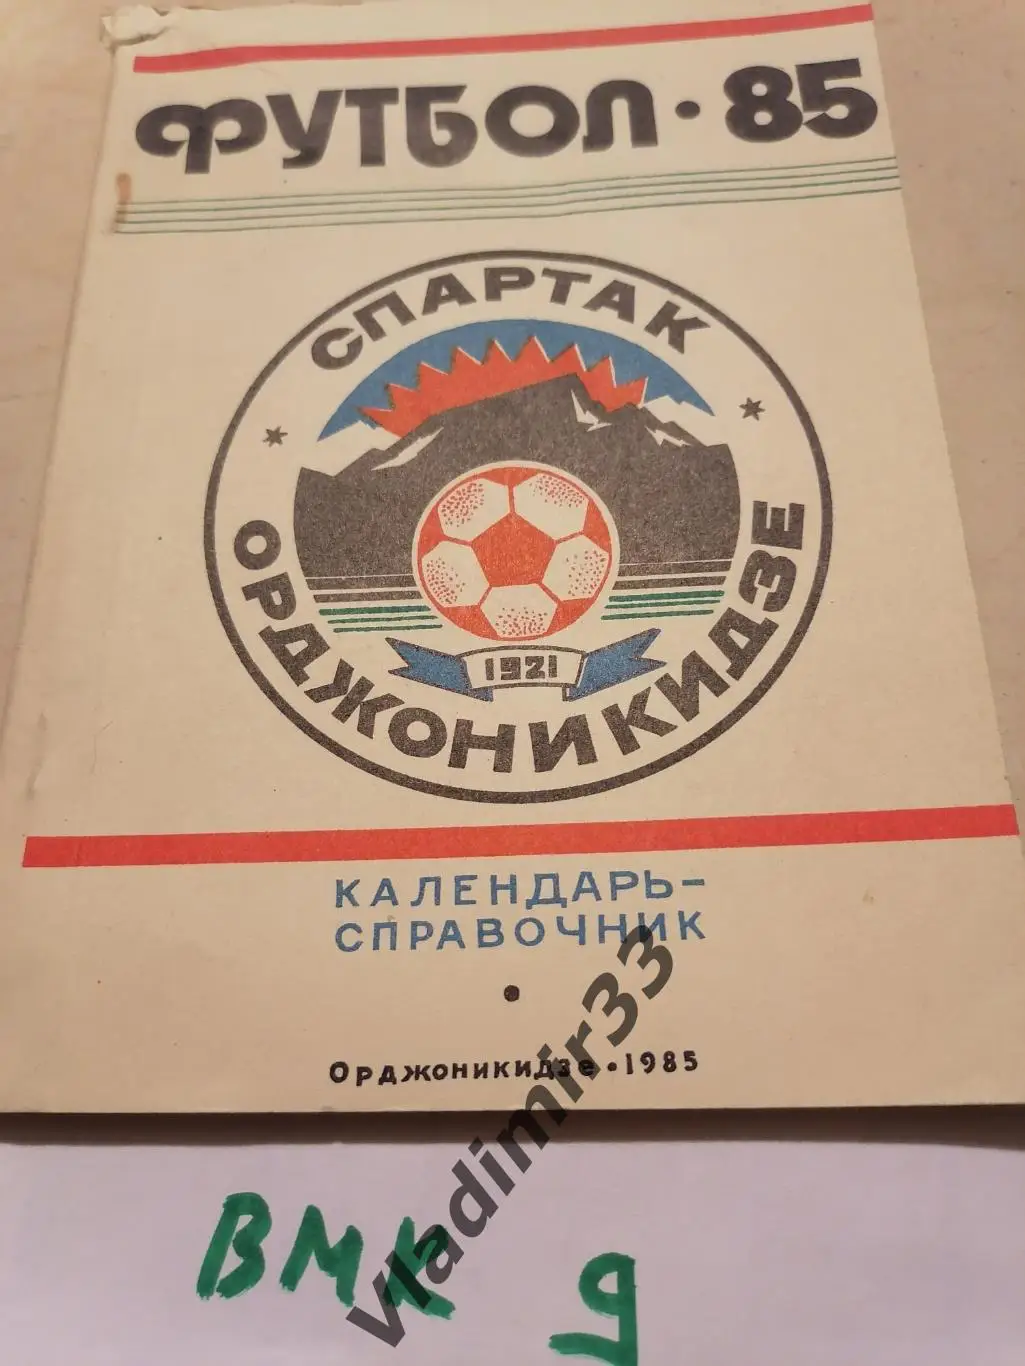 ФУТБОЛ · 85
СПАРТАК
ОРДЖОНИКИДЗЕ
1921
КАЛЕНДАРЬ-
СПРАВОЧНИК
Орджоникидзе • 1985
vladimir33
ВМК 9